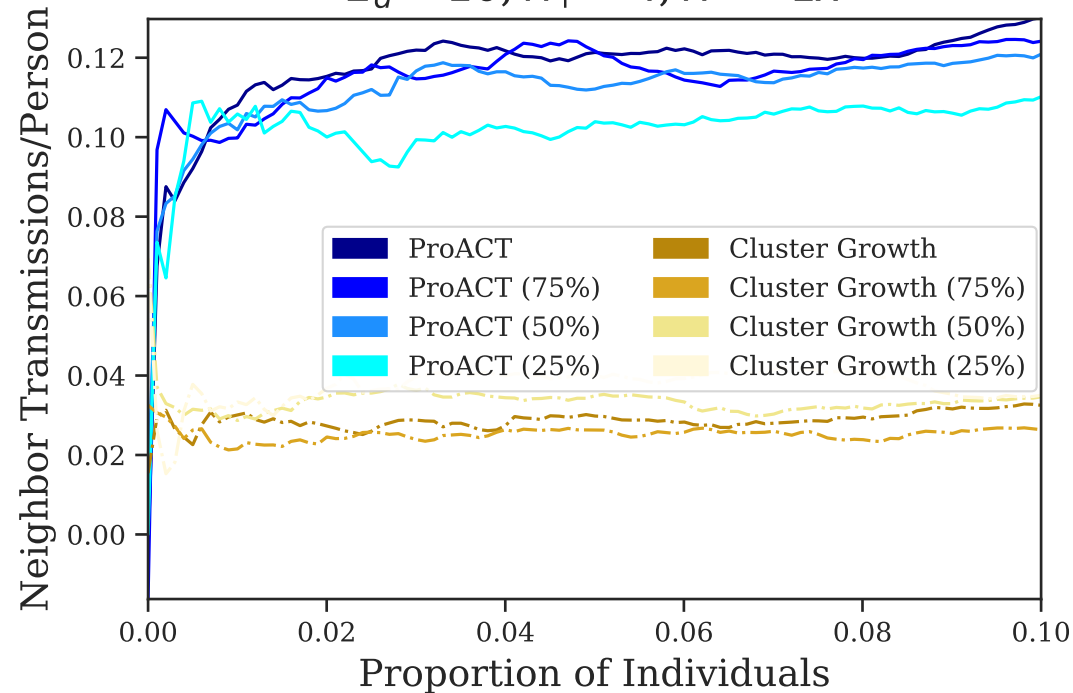 Neighbor Transmissions/Person
0.12
0.10
0.08
0.06
0.04
0.02
0.00
ProACT
ProACT (75%)
ProACT (50%)
ProACT (25%)
Cluster Growth
Cluster Growth (75%)
Cluster Growth (50%)
Cluster Growth (25%)
0.00 0.02 0.04 0.06 0.08 0.10
Proportion of Individuals